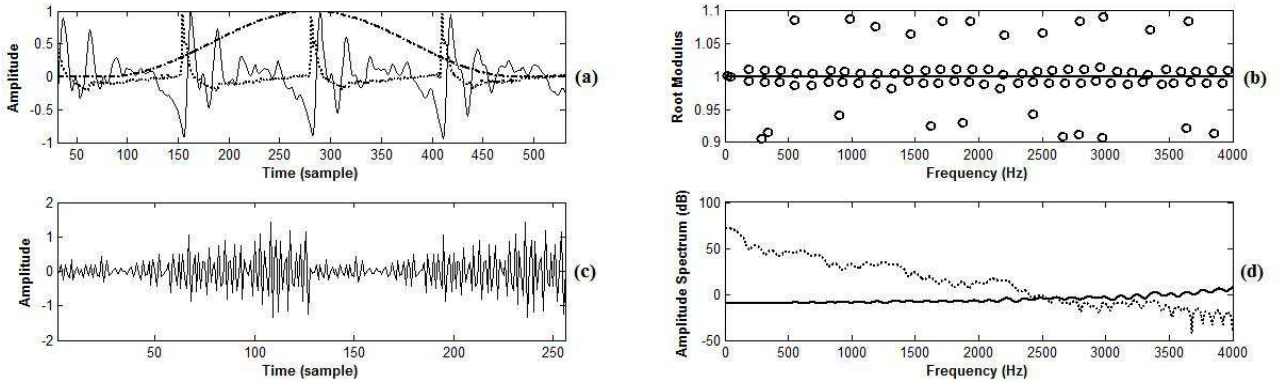 1
0.5
0
-0.5
-1
Amplitude
50 100 150 200 250 300 350 400 450 500
Time (sample)
(a)
1.1
1.05
1
0.95
0.9
Root Modulus
0 500 1000 1500 2000 2500 3000 3500 4000
Frequency (Hz)
(b)
2
1
0
-1
-2
Amplitude
50 100 150 200 250
Time (sample)
(c)
100
50
0
-50
Amplitude Spectrum (dB)
0 500 1000 1500 2000 2500 3000 3500 4000
Frequency (Hz)
(d)